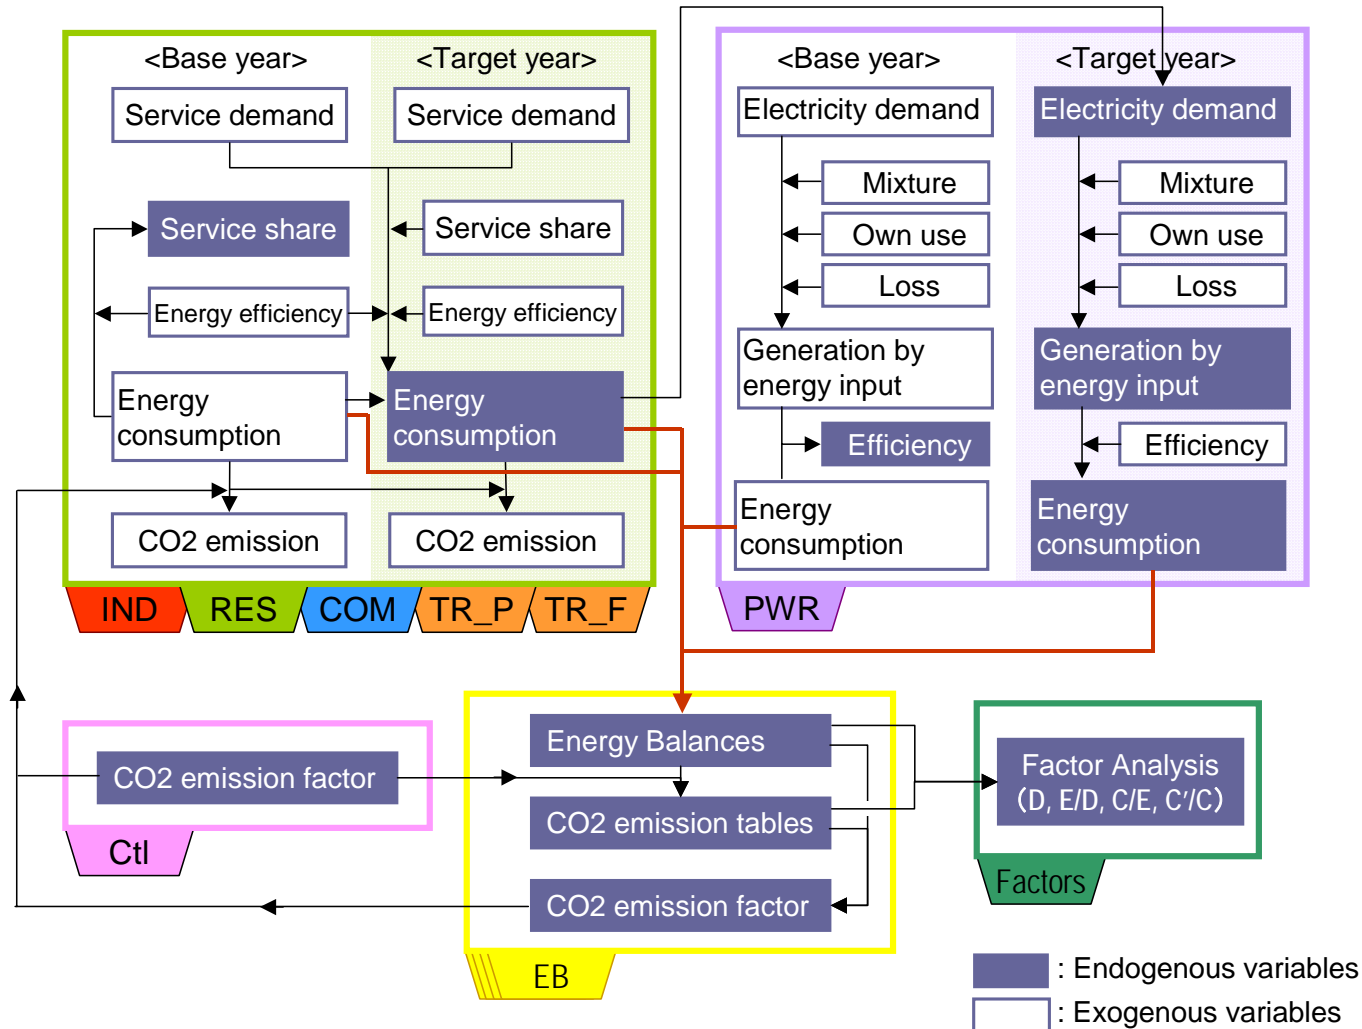 <Base year>
<Target year>
Service demand
Service demand
Service share
Service share
Energy efficiency
Energy efficiency
Energy
consumption
Energy
consumption
CO2 emission
CO2 emission
IND
RES
COM
TR_P
TR_F
<Base year>
<Target year>
Electricity demand
Electricity demand
Mixture
Mixture
Own use
Own use
Loss
Loss
Generation by
energy input
Generation by
energy input
Efficiency
Efficiency
Energy
consumption
Energy
consumption
PWR
CO2 emission factor
Ctl
Energy Balances
CO2 emission tables
CO2 emission factor
EB
Factor Analysis
(D, E/D, C/E, C'/C)
Factors
: Endogenous variables
: Exogenous variables